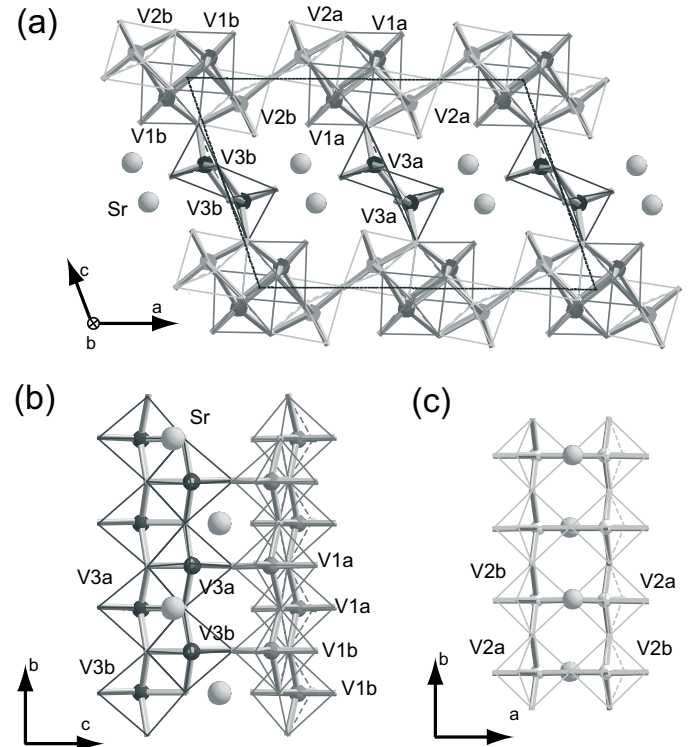 (a)
V2b V1b V2a V1a
V1b V2b V1a V2a
V3b V3a
Sr V3b V3a
c
a
b
(b) (c)
Sr
V3a V3a V1a
V1a
V3b V3b V1b
V1b
b
c
V2b V2a
V2a V2b
b
a